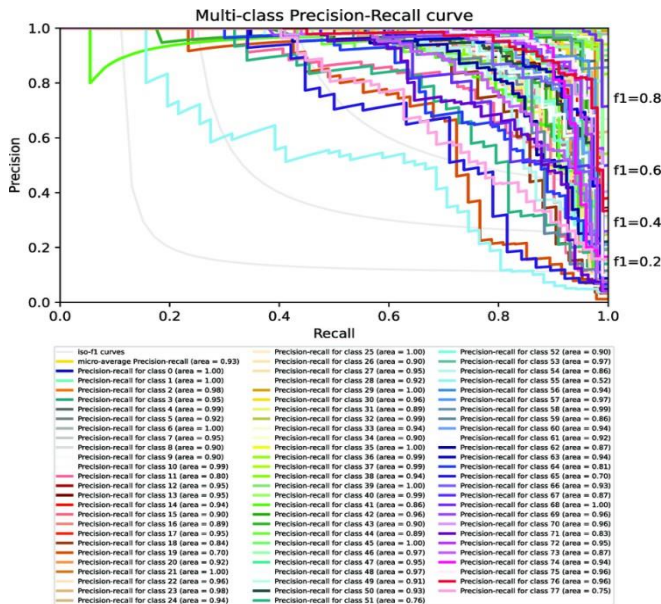 Multi-class Precision-Recall curve
1.0
0.8
0.6
0.4
0.2
0.0
Precision
f1=0.8
f1=0.6
f1=0.4
f1=0.2
0.0 0.2 0.4 0.6 0.8 1.0
Recall
iso-f1 curves
micro-average Precision-recall (area = 0.93)
Precision-recall for class 0 (area = 1.00)
Precision-recall for class 1 (area = 1.00)
Precision-recall for class 2 (area = 0.98)
Precision-recall for class 3 (area = 0.95)
Precision-recall for class 4 (area = 0.99)
Precision-recall for class 5 (area = 0.92)
Precision-recall for class 6 (area = 1.00)
Precision-recall for class 7 (area = 0.95)
Precision-recall for class 8 (area = 0.90)
Precision-recall for class 9 (area = 0.90)
Precision-recall for class 10 (area = 0.99)
Precision-recall for class 11 (area = 0.80)
Precision-recall for class 12 (area = 0.95)
Precision-recall for class 13 (area = 0.95)
Precision-recall for class 14 (area = 0.94)
Precision-recall for class 15 (area = 0.90)
Precision-recall for class 16 (area = 0.89)
Precision-recall for class 17 (area = 0.95)
Precision-recall for class 18 (area = 0.84)
Precision-recall for class 19 (area = 0.70)
Precision-recall for class 20 (area = 0.92)
Precision-recall for class 21 (area = 1.00)
Precision-recall for class 22 (area = 0.96)
Precision-recall for class 23 (area = 0.98)
Precision-recall for class 24 (area = 0.94)
Precision-recall for class 25 (area = 1.00)
Precision-recall for class 26 (area = 0.90)
Precision-recall for class 27 (area = 0.95)
Precision-recall for class 28 (area = 0.92)
Precision-recall for class 29 (area = 1.00)
Precision-recall for class 30 (area = 0.96)
Precision-recall for class 31 (area = 0.89)
Precision-recall for class 32 (area = 0.99)
Precision-recall for class 33 (area = 0.94)
Precision-recall for class 34 (area = 0.90)
Precision-recall for class 35 (area = 1.00)
Precision-recall for class 36 (area = 0.99)
Precision-recall for class 37 (area = 0.99)
Precision-recall for class 38 (area = 0.94)
Precision-recall for class 39 (area = 1.00)
Precision-recall for class 40 (area = 0.99)
Precision-recall for class 41 (area = 0.86)
Precision-recall for class 42 (area = 0.96)
Precision-recall for class 43 (area = 0.90)
Precision-recall for class 44 (area = 0.89)
Precision-recall for class 45 (area = 1.00)
Precision-recall for class 46 (area = 0.97)
Precision-recall for class 47 (area = 0.95)
Precision-recall for class 48 (area = 0.97)
Precision-recall for class 49 (area = 0.91)
Precision-recall for class 50 (area = 0.93)
Precision-recall for class 51 (area = 0.76)
Precision-recall for class 52 (area = 0.90)
Precision-recall for class 53 (area = 0.97)
Precision-recall for class 54 (area = 0.86)
Precision-recall for class 55 (area = 0.52)
Precision-recall for class 56 (area = 0.94)
Precision-recall for class 57 (area = 0.97)
Precision-recall for class 58 (area = 0.99)
Precision-recall for class 59 (area = 0.86)
Precision-recall for class 60 (area = 0.94)
Precision-recall for class 61 (area = 0.92)
Precision-recall for class 62 (area = 0.87)
Precision-recall for class 63 (area = 0.94)
Precision-recall for class 64 (area = 0.81)
Precision-recall for class 65 (area = 0.70)
Precision-recall for class 66 (area = 0.93)
Precision-recall for class 67 (area = 0.87)
Precision-recall for class 68 (area = 1.00)
Precision-recall for class 69 (area = 0.96)
Precision-recall for class 70 (area = 0.96)
Precision-recall for class 71 (area = 0.83)
Precision-recall for class 72 (area = 0.95)
Precision-recall for class 73 (area = 0.87)
Precision-recall for class 74 (area = 0.94)
Precision-recall for class 75 (area = 0.96)
Precision-recall for class 76 (area = 0.96)
Precision-recall for class 77 (area = 0.75)